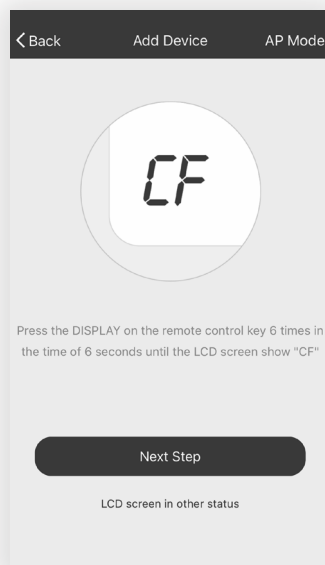 Back Add Device AP Mode
CF
Press the DISPLAY on the remote control key 6 times in
the time of 6 seconds until the LCD screen show "CF"
Next Step
LCD screen in other status